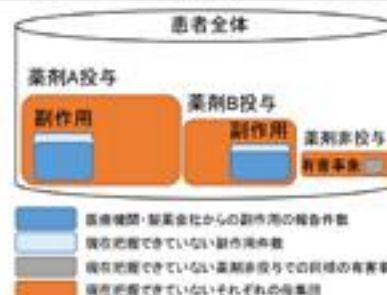 患者全体
薬剤A投与
薬剤B投与
副作用
副作用
薬剤非投与
有害事象
医療機関・製薬会社からの副作用の報告件数
現在把握できていない副作用件数
現在把握できていない薬剤非投与での同様の有害事
現在把握できていないそれぞれの母集団